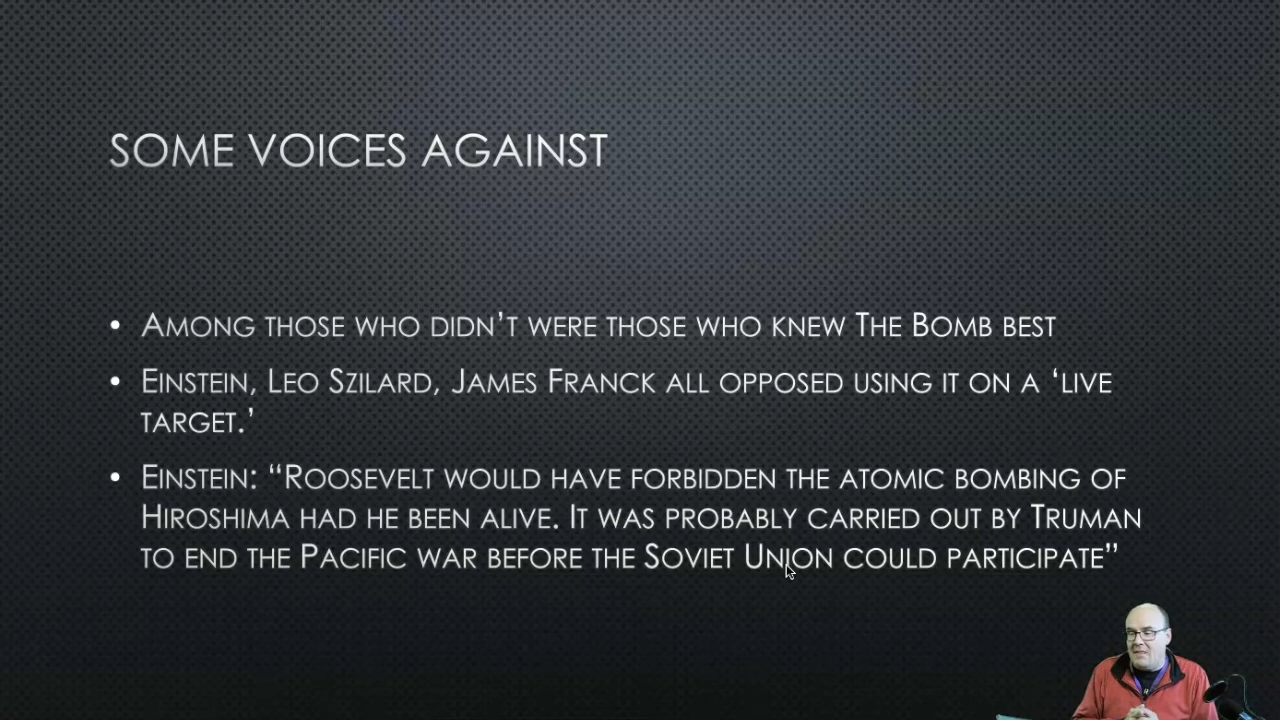 SOME VOICES AGAINST
• AMONG THOSE WHO DIDN’T WERE THOSE WHO KNEW THE BOMB BEST
• EINSTEIN, LEO SZILARD, JAMES FRANCK ALL OPPOSED USING IT ON A ‘LIVE
TARGET.’
• EINSTEIN: “ROOSEVELT WOULD HAVE FORBIDDEN THE ATOMIC BOMBING OF
HIROSHIMA HAD HE BEEN ALIVE. IT WAS PROBABLY CARRIED OUT BY TRUMAN
TO END THE PACIFIC WAR BEFORE THE SOVIET UNION COULD PARTICIPATE”